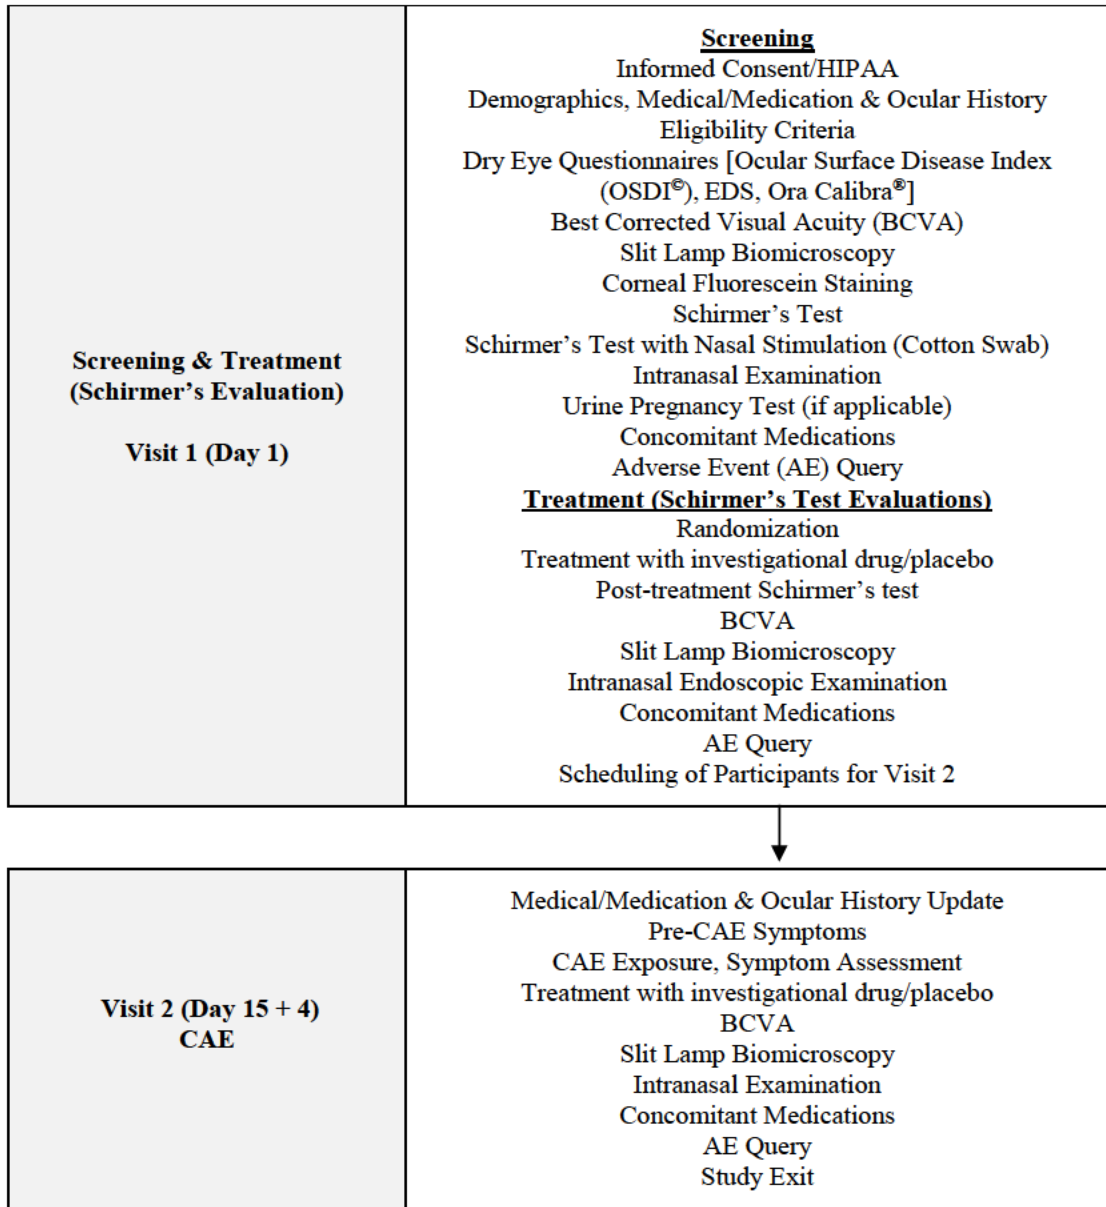 Screening & Treatment
(Schirmer’s Evaluation)
Visit 1 (Day 1)
Screening
Informed Consent/HIPAA
Demographics, Medical/Medication & Ocular History
Eligibility Criteria
Dry Eye Questionnaires [Ocular Surface Disease Index
(OSDI©), EDS, Ora Calibra®]
Best Corrected Visual Acuity (BCVA)
Slit Lamp Biomicroscopy
Corneal Fluorescein Staining
Schirmer’s Test
Schirmer’s Test with Nasal Stimulation (Cotton Swab)
Intranasal Examination
Urine Pregnancy Test (if applicable)
Concomitant Medications
Adverse Event (AE) Query
Treatment (Schirmer’s Test Evaluations)
Randomization
Treatment with investigational drug/placebo
Post-treatment Schirmer’s test
BCVA
Slit Lamp Biomicroscopy
Intranasal Endoscopic Examination
Concomitant Medications
AE Query
Scheduling of Participants for Visit 2
Visit 2 (Day 15 + 4)
CAE
Medical/Medication & Ocular History Update
Pre-CAE Symptoms
CAE Exposure, Symptom Assessment
Treatment with investigational drug/placebo
BCVA
Slit Lamp Biomicroscopy
Intranasal Examination
Concomitant Medications
AE Query
Study Exit